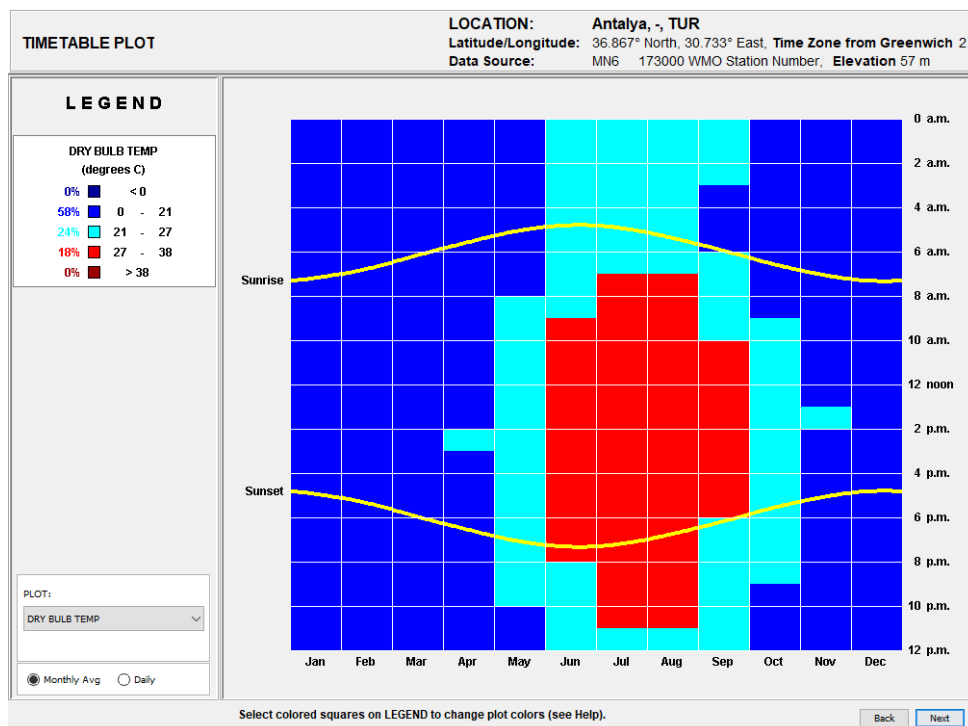 TIMETABLE PLOT
LOCATION: Antalya, -, TUR
Latitude/Longitude: 36.867° North, 30.733° East, Time Zone from Greenwich 2
Data Source: MN6 173000 WMO Station Number, Elevation 57 m
LEGEND
DRY BULB TEMP
(degrees C)
0% < 0
58% 0 - 21
24% 21 - 27
18% 27 - 38
0% > 38
PLOT:
DRY BULB TEMP
Monthly Avg Daily
Sunrise
Sunset
0 a.m.
2 a.m.
4 a.m.
6 a.m.
8 a.m.
10 a.m.
12 noon
2 p.m.
4 p.m.
6 p.m.
8 p.m.
10 p.m.
12 p.m.
Jan Feb Mar Apr May Jun Jul Aug Sep Oct Nov Dec
Select colored squares on LEGEND to change plot colors (see Help).
Back Next